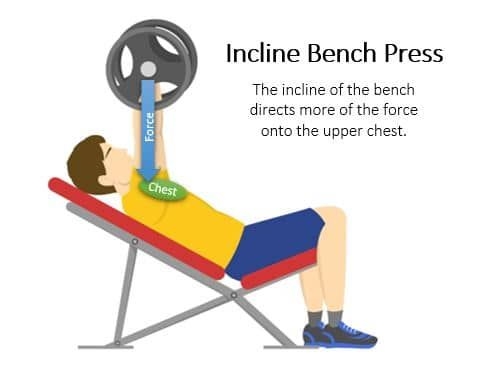 Incline Bench Press
The incline of the bench
directs more of the force
onto the upper chest.
Force
Chest